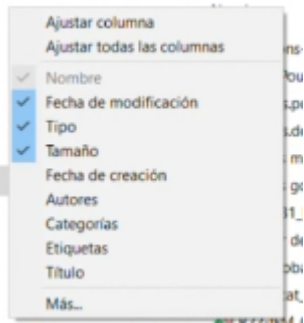 Ajustar columna
Ajustar todas las columnas
Nombre
Fecha de modificación
Tipo
Tamaño
Fecha de creación
Autores
Categorías
Etiquetas
Título
Más...